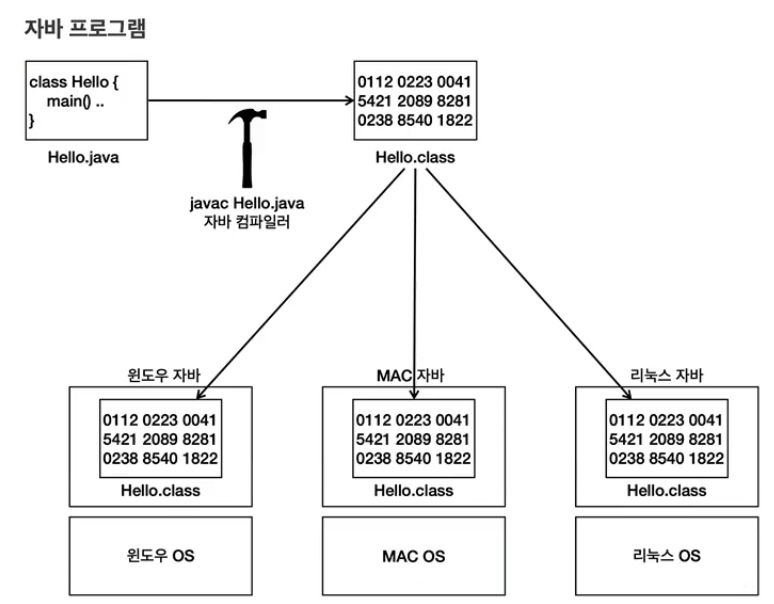 자바 프로그램
class Hello {
main() ..
}
Hello.java
javac Hello.java
자바 컴파일러
0112 0223 0041
5421 2089 8281
0238 8540 1822
Hello.class
윈도우 자바
0112 0223 0041
5421 2089 8281
0238 8540 1822
Hello.class
윈도우 OS
MAC 자바
0112 0223 0041
5421 2089 8281
0238 8540 1822
Hello.class
MAC OS
리눅스 자바
0112 0223 0041
5421 2089 8281
0238 8540 1822
Hello.class
리눅스 OS